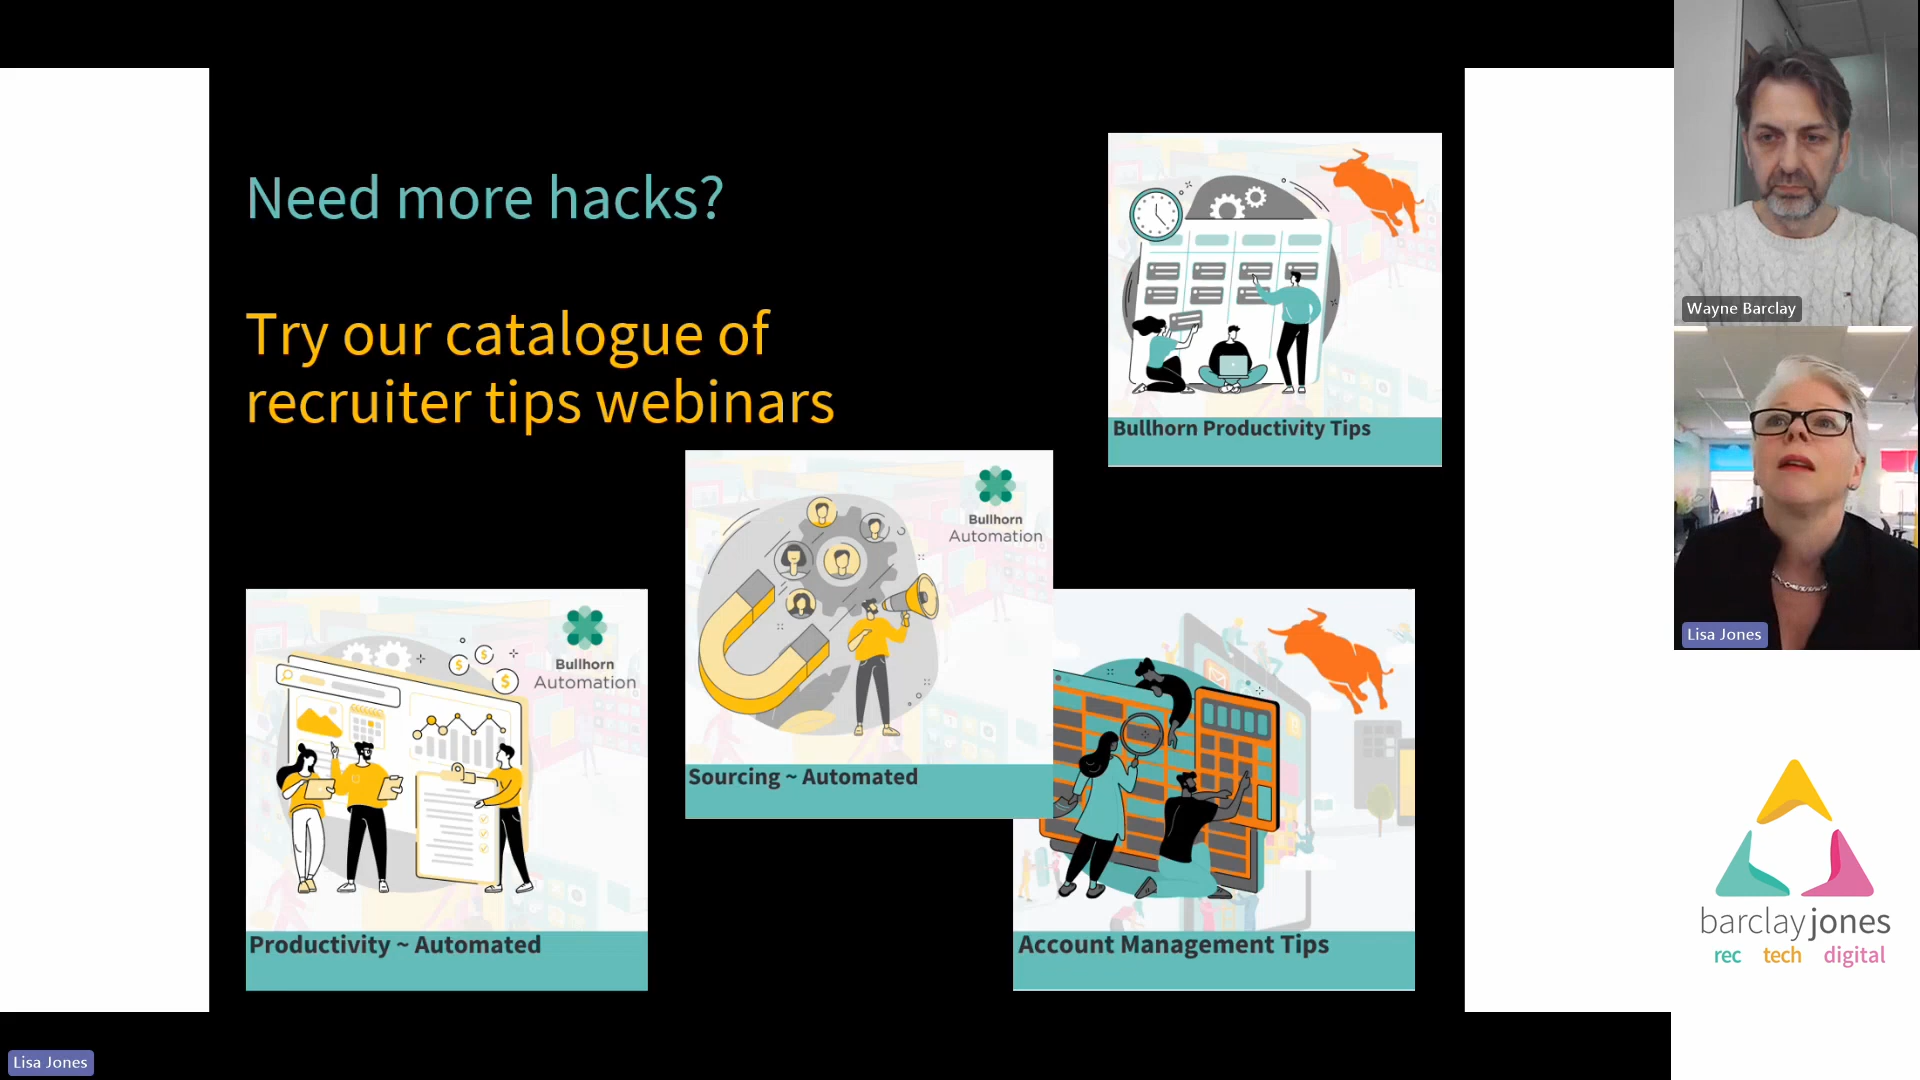 Need more hacks?
Try our catalogue of
recruiter tips webinars
Bullhorn Productivity Tips
Bullhorn
Automation
Sourcing ~ Automated
Bullhorn
Automation
Productivity ~ Automated
Account Management Tips
Wayne Barclay
Lisa Jones
barclayjones
rec tech digital
Lisa Jones